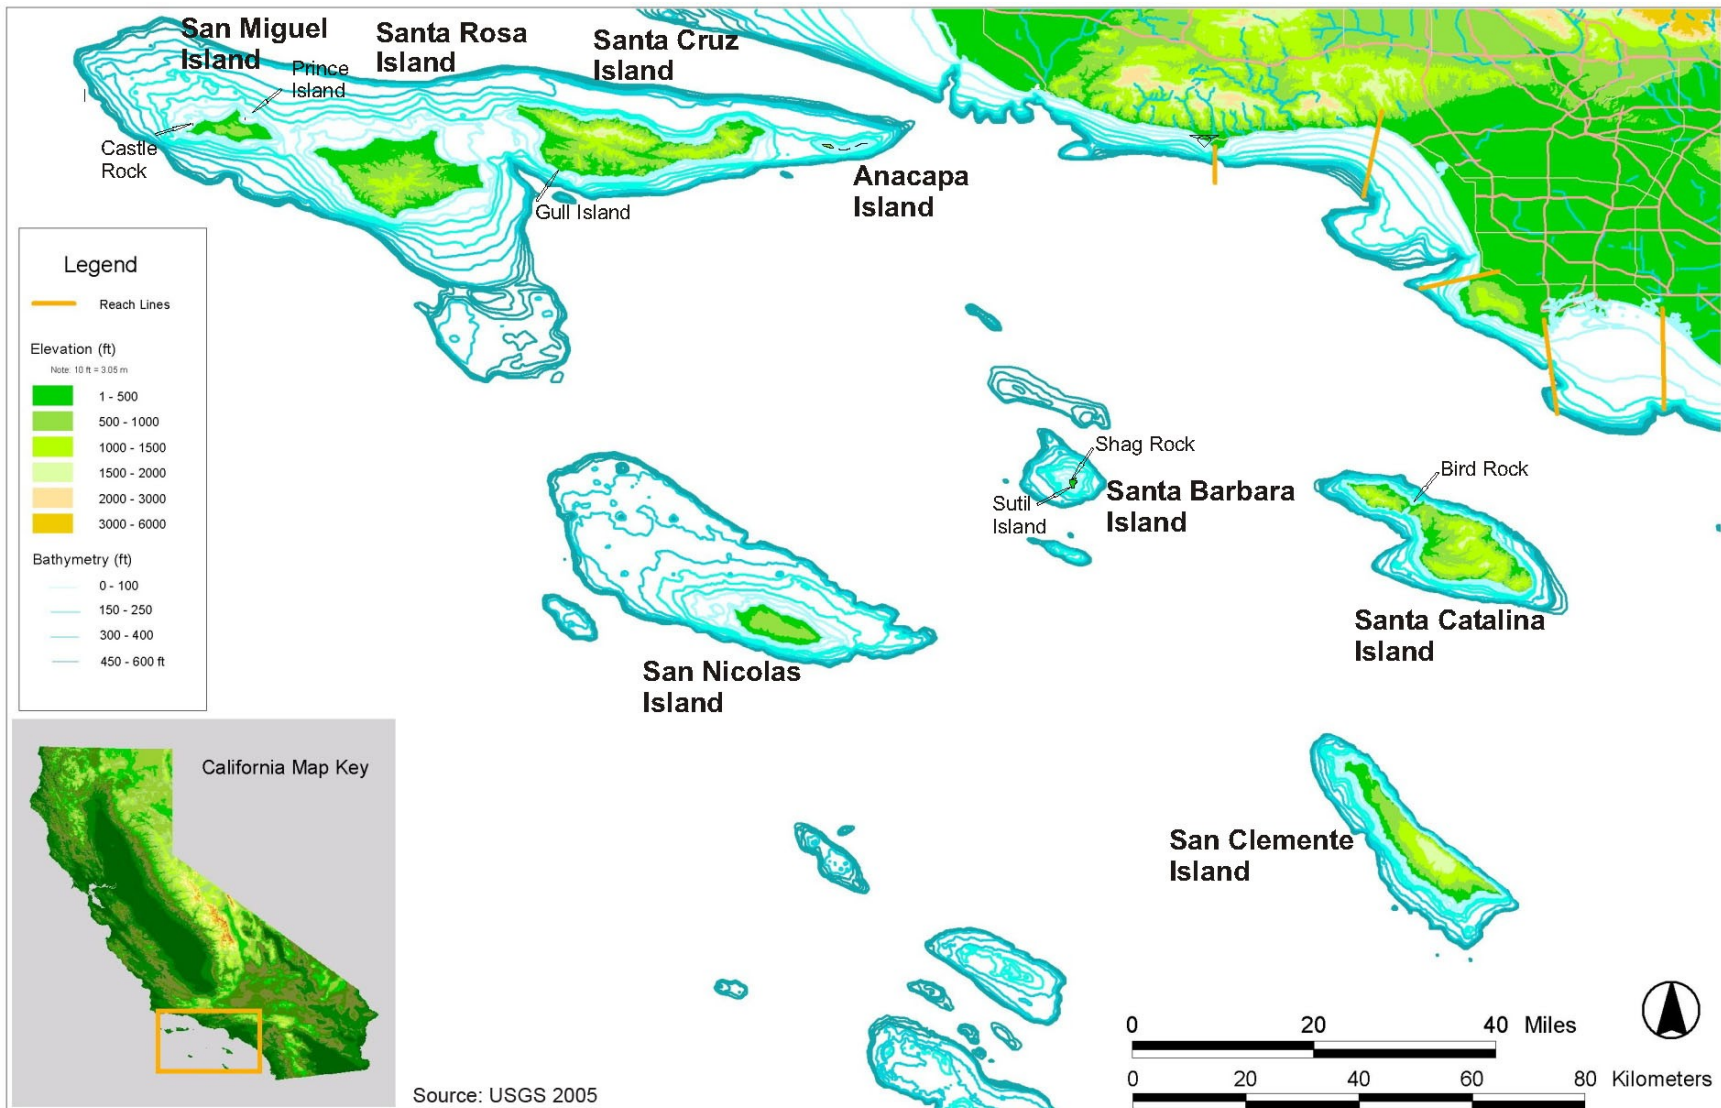 San Miguel
Island
Santa Rosa
Island
Santa Cruz
Island
Prince
Island
Castle
Rock
Gull Island
Anacapa
Island
Legend
Reach Lines
Elevation (ft)
Note: 10 ft = 3.05 m
1 - 500
500 - 1000
1000 - 1500
1500 - 2000
2000 - 3000
3000 - 6000
Bathymetry (ft)
0 - 100
150 - 250
300 - 400
450 - 600 ft
Shag Rock
Sutil
Island
Santa Barbara
Island
Bird Rock
Santa Catalina
Island
San Nicolas
Island
San Clemente
Island
California Map Key
Source: USGS 2005
0 20 40 Miles
0 20 40 60 80 Kilometers